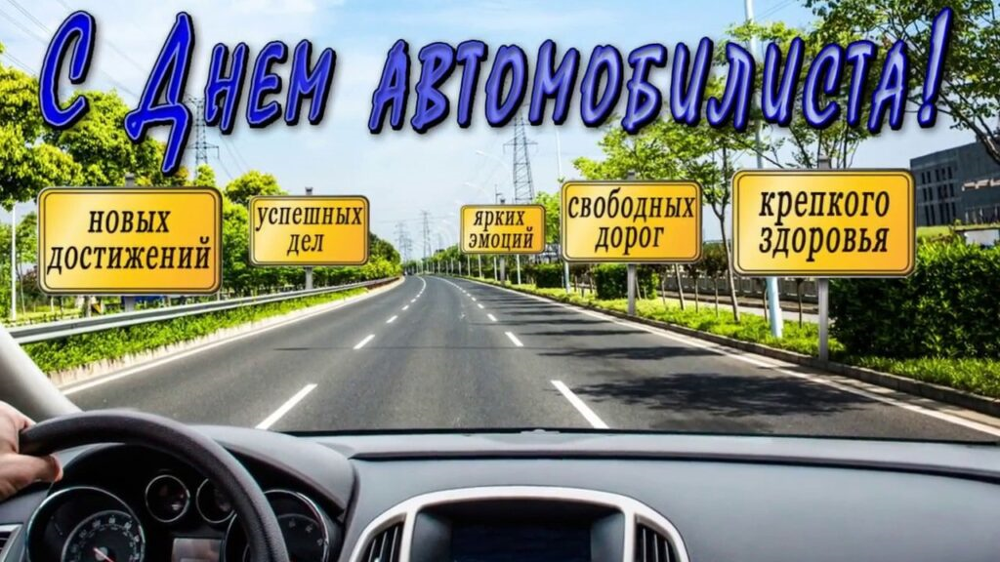 С Днем автомобилиста!
новых
достижений
успешных
дел
ярких
эмоций
свободных
дорог
крепкого
здоровья